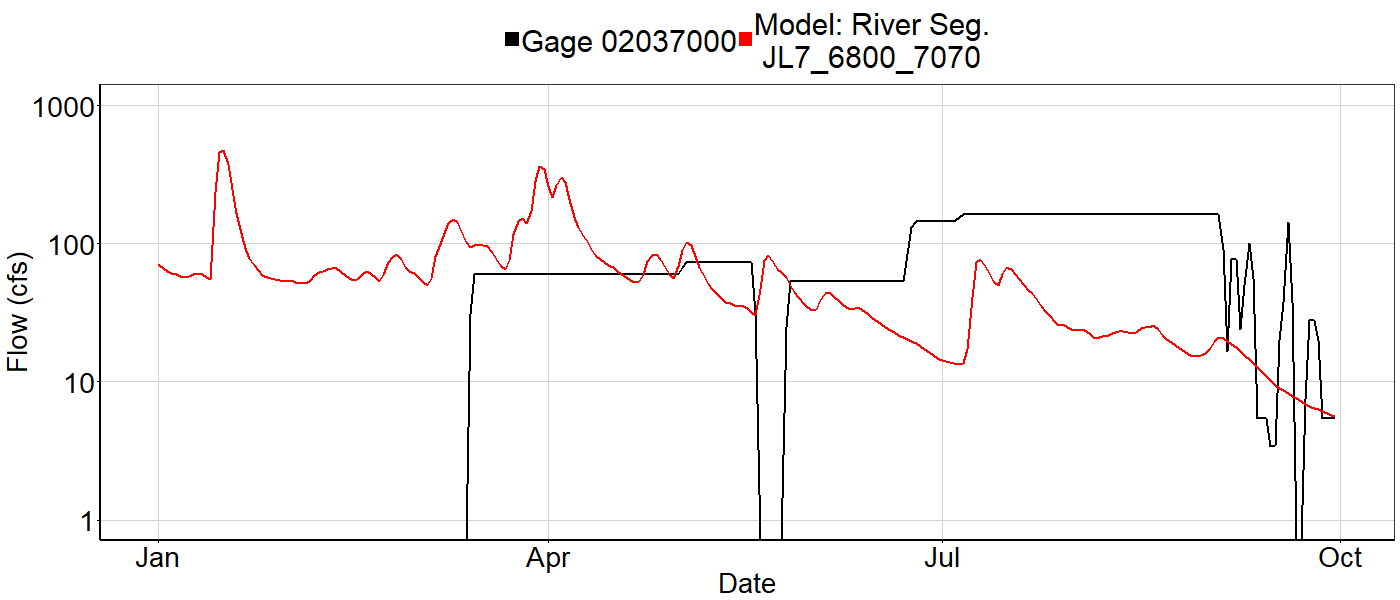 Gage 02037000
Model: River Seg.
JL7_6800_7070
1000
100
10
1
Flow (cfs)
Jan
Apr
Jul
Oct
Date